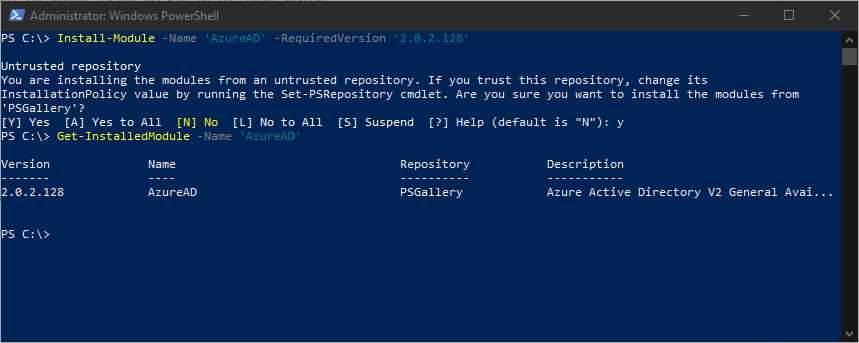 Administrator: Windows PowerShell
PS C:\> Install-Module -Name 'AzureAD' -RequiredVersion '2.0.2.128'
Untrusted repository
You are installing the modules from an untrusted repository. If you trust this repository, change its
InstallationPolicy value by running the Set-PSRepository cmdlet. Are you sure you want to install the modules from
'PSGallery'?
[Y] Yes  [A] Yes to All  [N] No  [L] No to All  [S] Suspend  [?] Help (default is "N"): y
PS C:\> Get-InstalledModule -Name 'AzureAD'
Version              Name                                Repository           Description
-------              ----                                ----------           -----------
2.0.2.128            AzureAD                             PSGallery            Azure Active Directory V2 General Avai...
PS C:\>